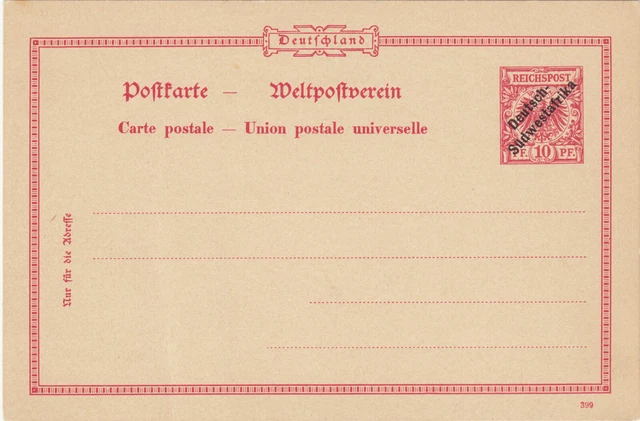 Deutschland
Postkarte — Weltpostverein
Carte postale — Union postale universelle
REICHSPOST
Deutsch-
Südwestafrika
PF. 10 PF.
Nur für die Adresse
399